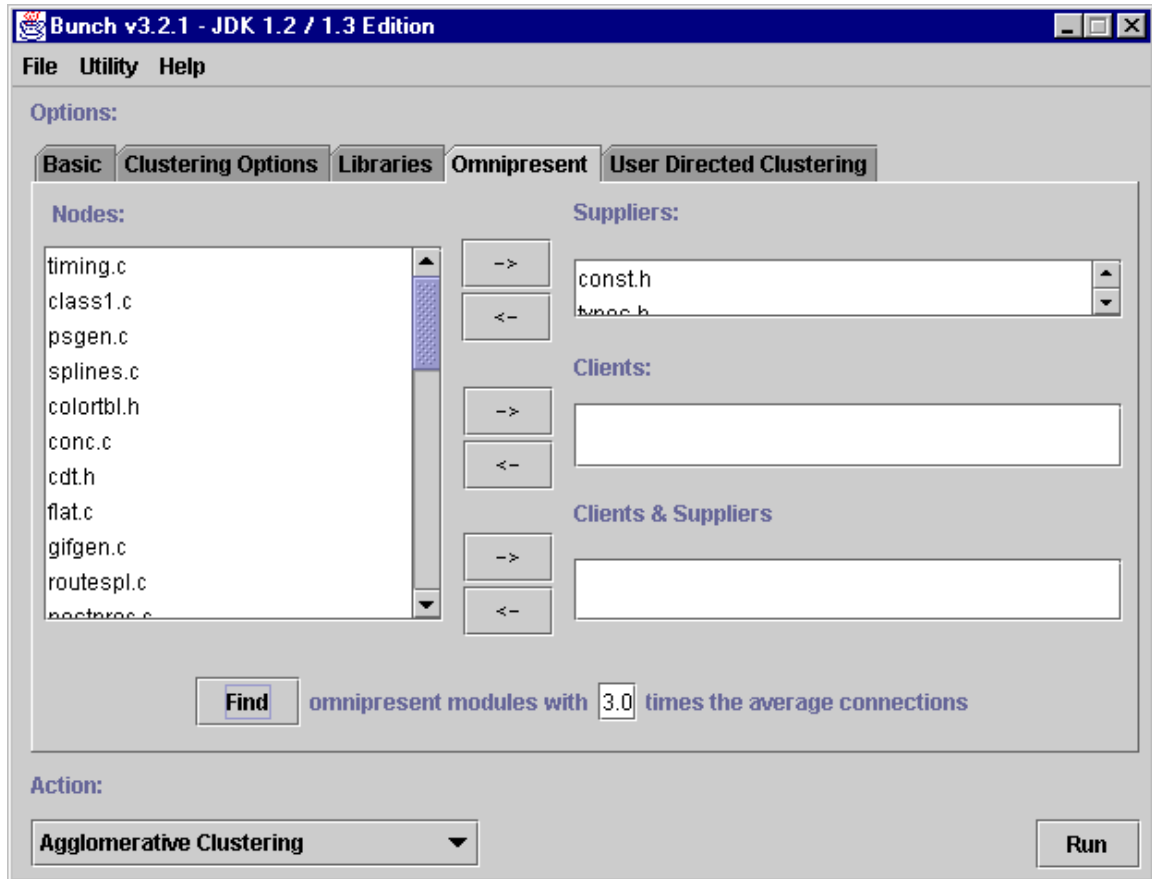 Bunch v3.2.1 - JDK 1.2 / 1.3 Edition
File Utility Help
Options:
Basic Clustering Options Libraries Omnipresent User Directed Clustering
Nodes:
timing.c
class1.c
psgen.c
splines.c
colortbl.h
conc.c
cdt.h
flat.c
gifgen.c
routespl.c
-->
<--
-->
<--
-->
<--
Suppliers:
const.h
types.h
Clients:
Clients & Suppliers
Find omnipresent modules with 3.0 times the average connections
Action:
Agglomerative Clustering
Run